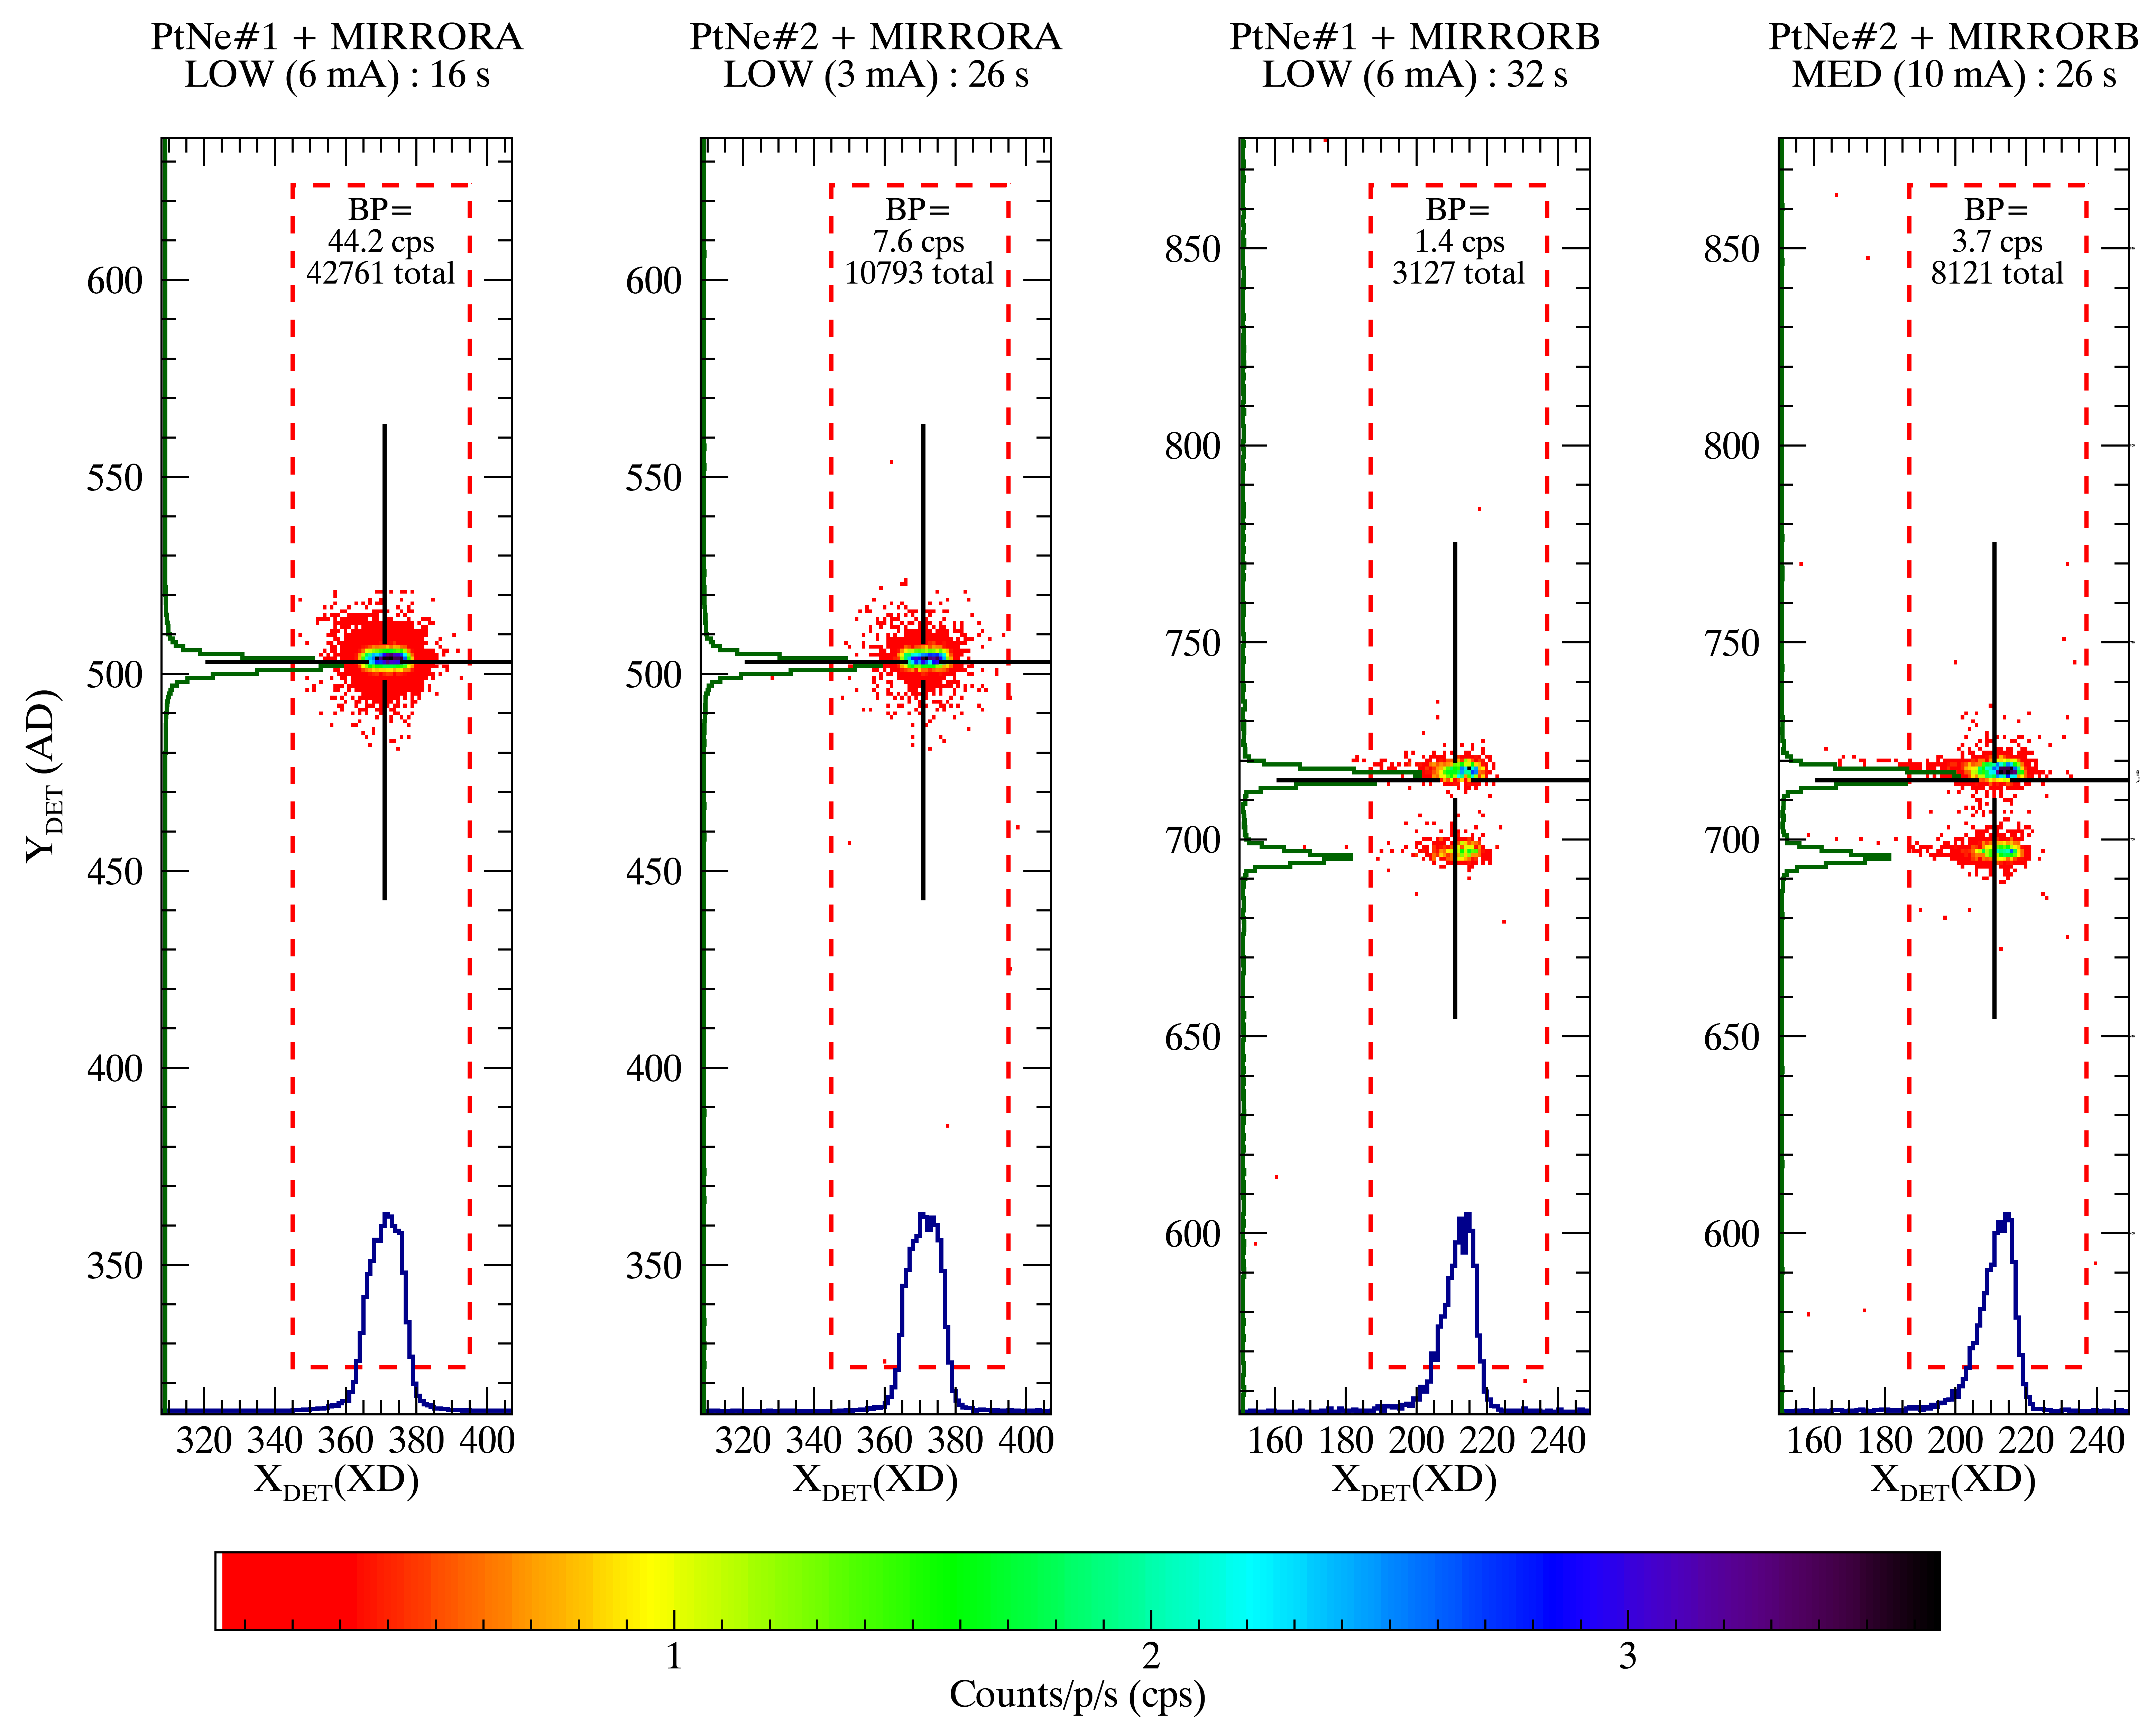 PtNe#1 + MIRRORA
LOW (6 mA) : 16 s
PtNe#2 + MIRRORA
LOW (3 mA) : 26 s
PtNe#1 + MIRRORB
LOW (6 mA) : 32 s
PtNe#2 + MIRRORB
MED (10 mA) : 26 s
Y_DET (AD)
BP=
44.2 cps
42761 total
600
550
500
450
400
350
320 340 360 380 400
X_DET(XD)
BP=
7.6 cps
10793 total
600
550
500
450
400
350
320 340 360 380 400
X_DET(XD)
BP=
1.4 cps
3127 total
850
800
750
700
650
600
160 180 200 220 240
X_DET(XD)
BP=
3.7 cps
8121 total
850
800
750
700
650
600
160 180 200 220 240
X_DET(XD)
1 2 3
Counts/p/s (cps)